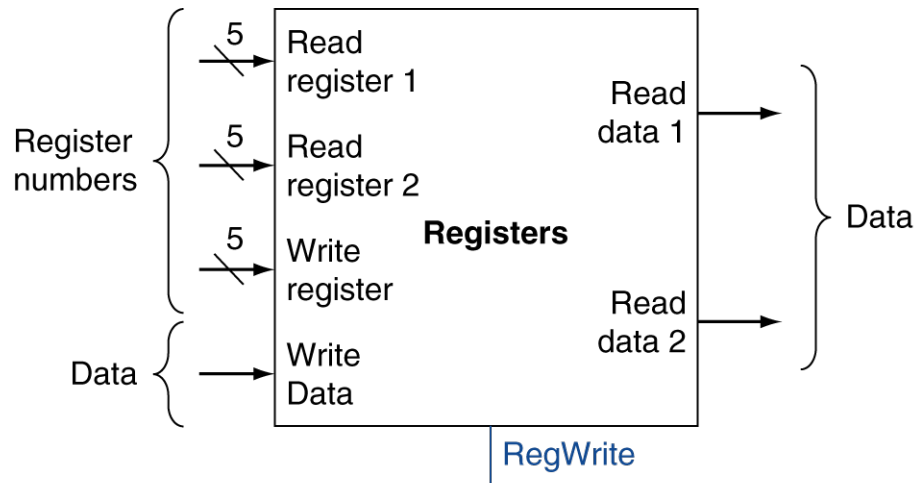 Register
numbers
Data
5
Read
register 1
5
Read
register 2
5
Write
register
Write
Data
Registers
Read
data 1
Read
data 2
Data
RegWrite